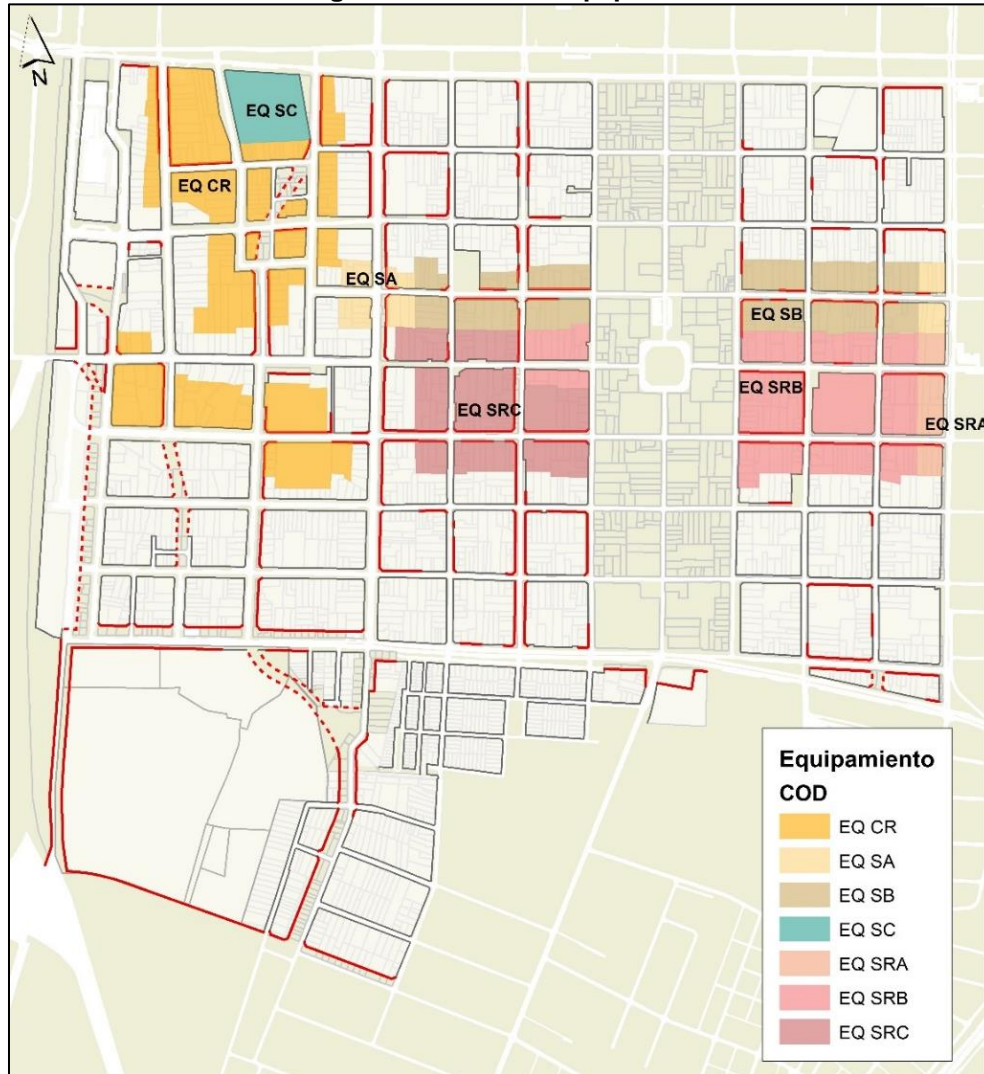 N
EQ SC
EQ CR
EQ SA
EQ SB
EQ SRB
EQ SRC
EQ SRA
Equipamiento
COD
EQ CR
EQ SA
EQ SB
EQ SC
EQ SRA
EQ SRB
EQ SRC